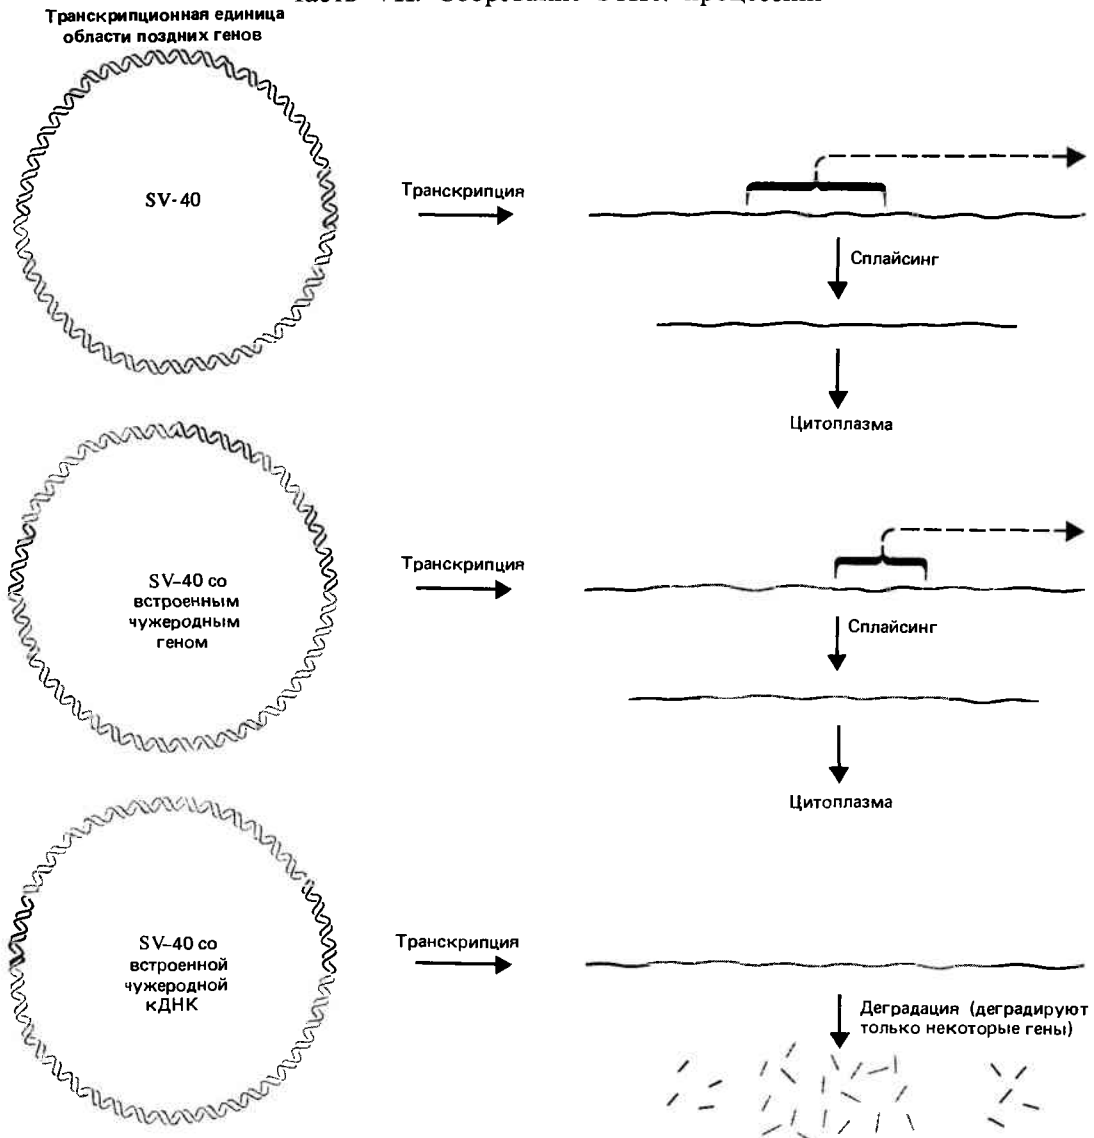 Транскрипционная единица
области поздних генов
SV-40
Транскрипция
Сплайсинг
Цитоплазма
SV-40 со
встроенным
чужеродным
геном
Транскрипция
Сплайсинг
Цитоплазма
SV-40 со
встроенной
чужеродной
кДНК
Транскрипция
Деградация (деградируют
только некоторые гены)